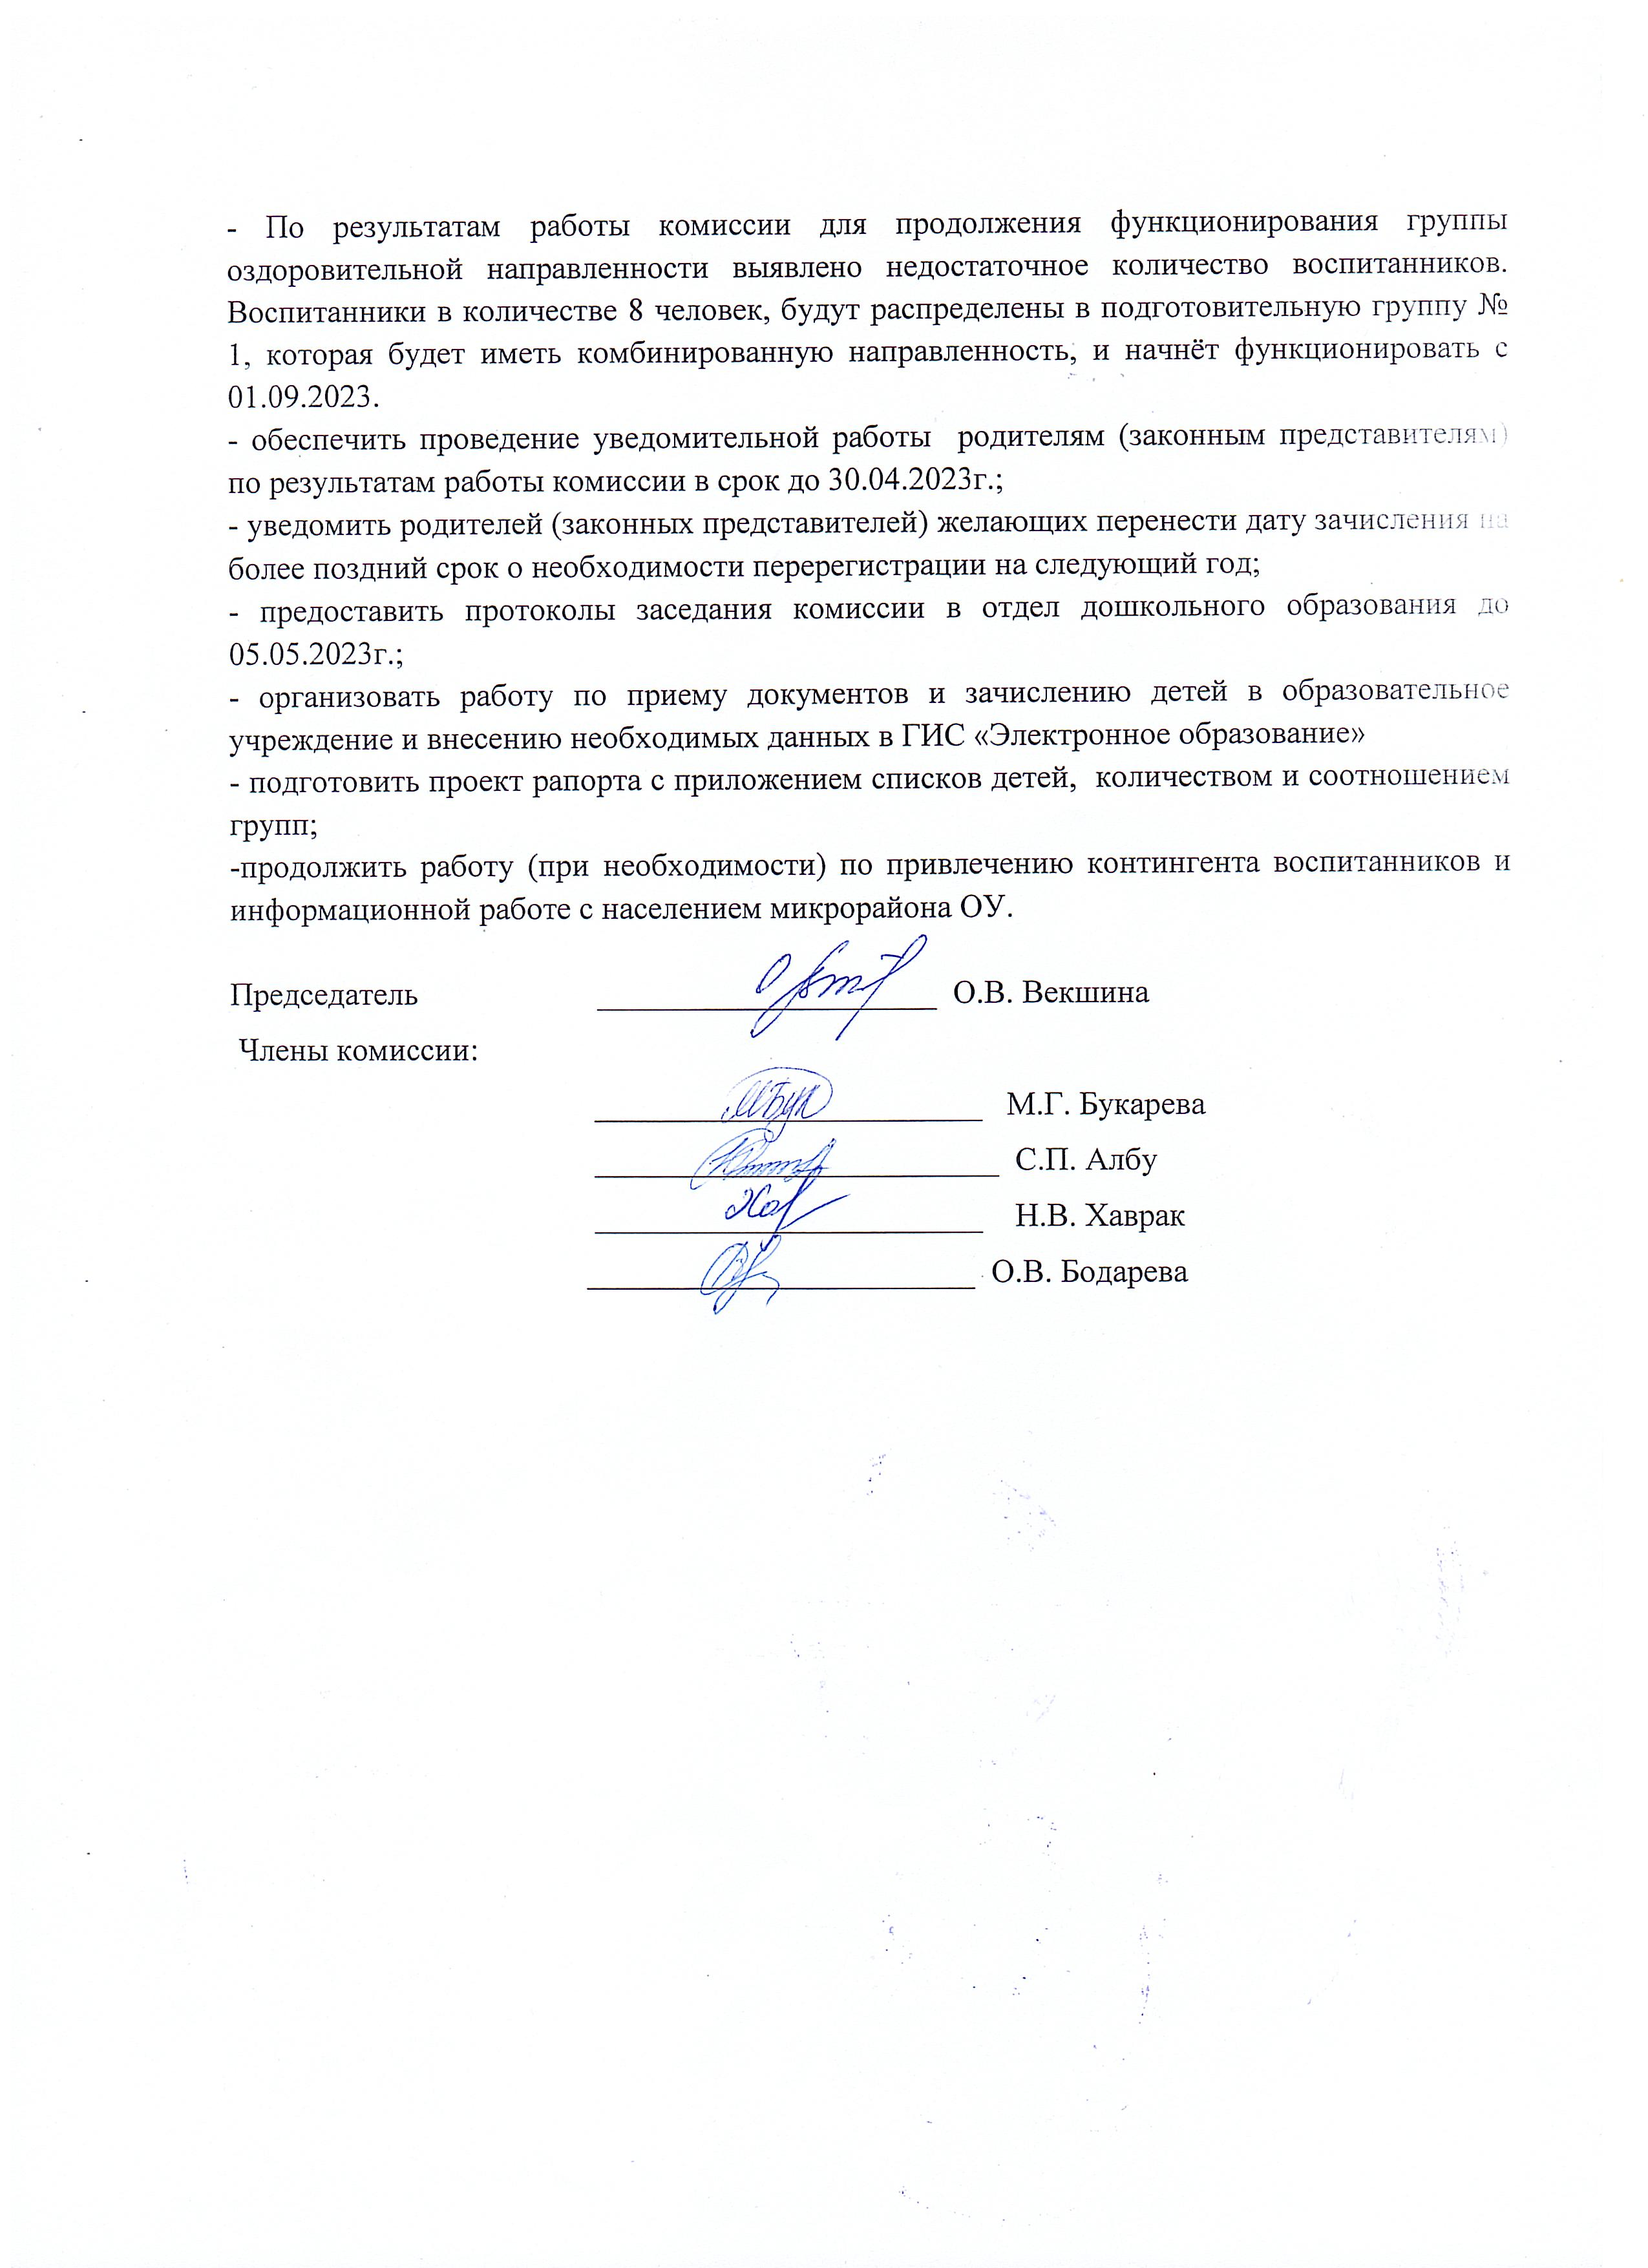 - По результатам работы комиссии для продолжения функционирования группы
оздоровительной направленности выявлено недостаточное количество воспитанников.
Воспитанники в количестве 8 человек, будут распределены в подготовительную группу №
1, которая будет иметь комбинированную направленность, и начнёт функционировать с
01.09.2023.
- обеспечить проведение уведомительной работы  родителям (законным представителям)
по результатам работы комиссии в срок до 30.04.2023г.;
- уведомить родителей (законных представителей) желающих перенести дату зачисления на
более поздний срок о необходимости перерегистрации на следующий год;
- предоставить протоколы заседания комиссии в отдел дошкольного образования до
05.05.2023г.;
- организовать работу по приему документов и зачислению детей в образовательное
учреждение и внесению необходимых данных в ГИС «Электронное образование»
- подготовить проект рапорта с приложением списков детей,  количеством и соотношением
групп;
-продолжить работу (при необходимости) по привлечению контингента воспитанников и
информационной работе с населением микрорайона ОУ.
Председатель О.В. Векшина
Члены комиссии:
М.Г. Букарева
С.П. Албу
Н.В. Хаврак
О.В. Бодарева